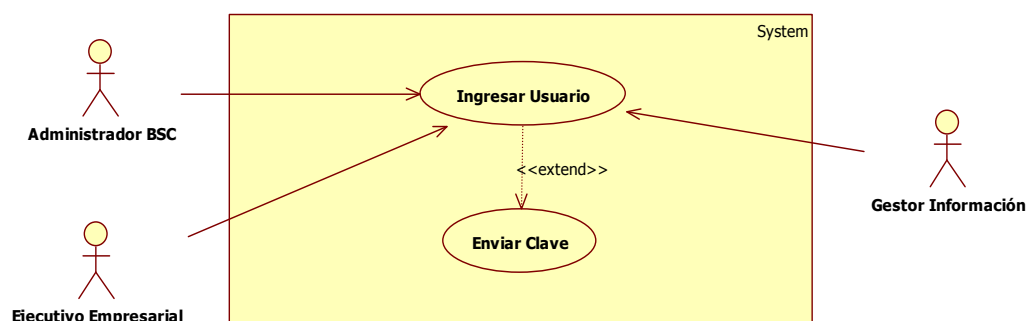 System
Ingresar Usuario
Administrador BSC
<<extend>>
Gestor Información
Enviar Clave
Ejecutivo Empresarial